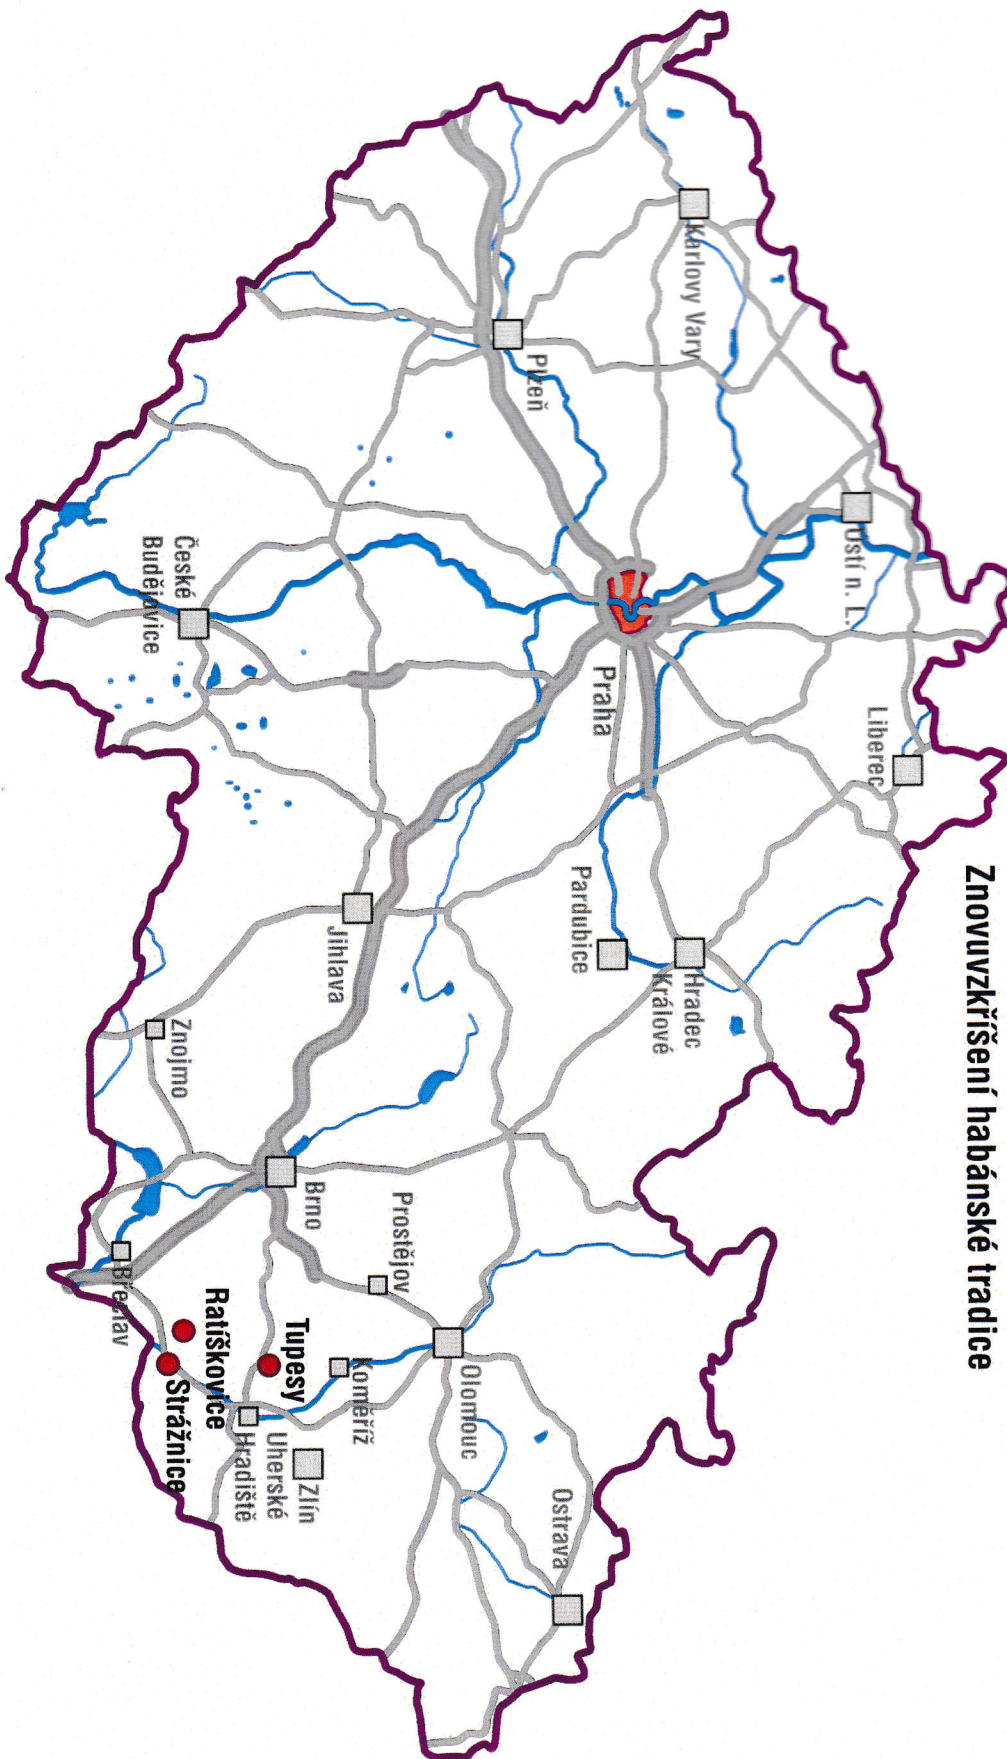 Znovuvzkříšení habánské tradice
Karlovy Vary
Ústí n. L.
Liberec
Plzeň
Praha
Hradec
Králové
Pardubice
České
Budějovice
Jihlava
Znojmo
Brno
Prostějov
Olomouc
Ostrava
Koměříž
Zlín
Uherské
Hradiště
Tupesy
Ratíškovice
Strážnice
Břeclav